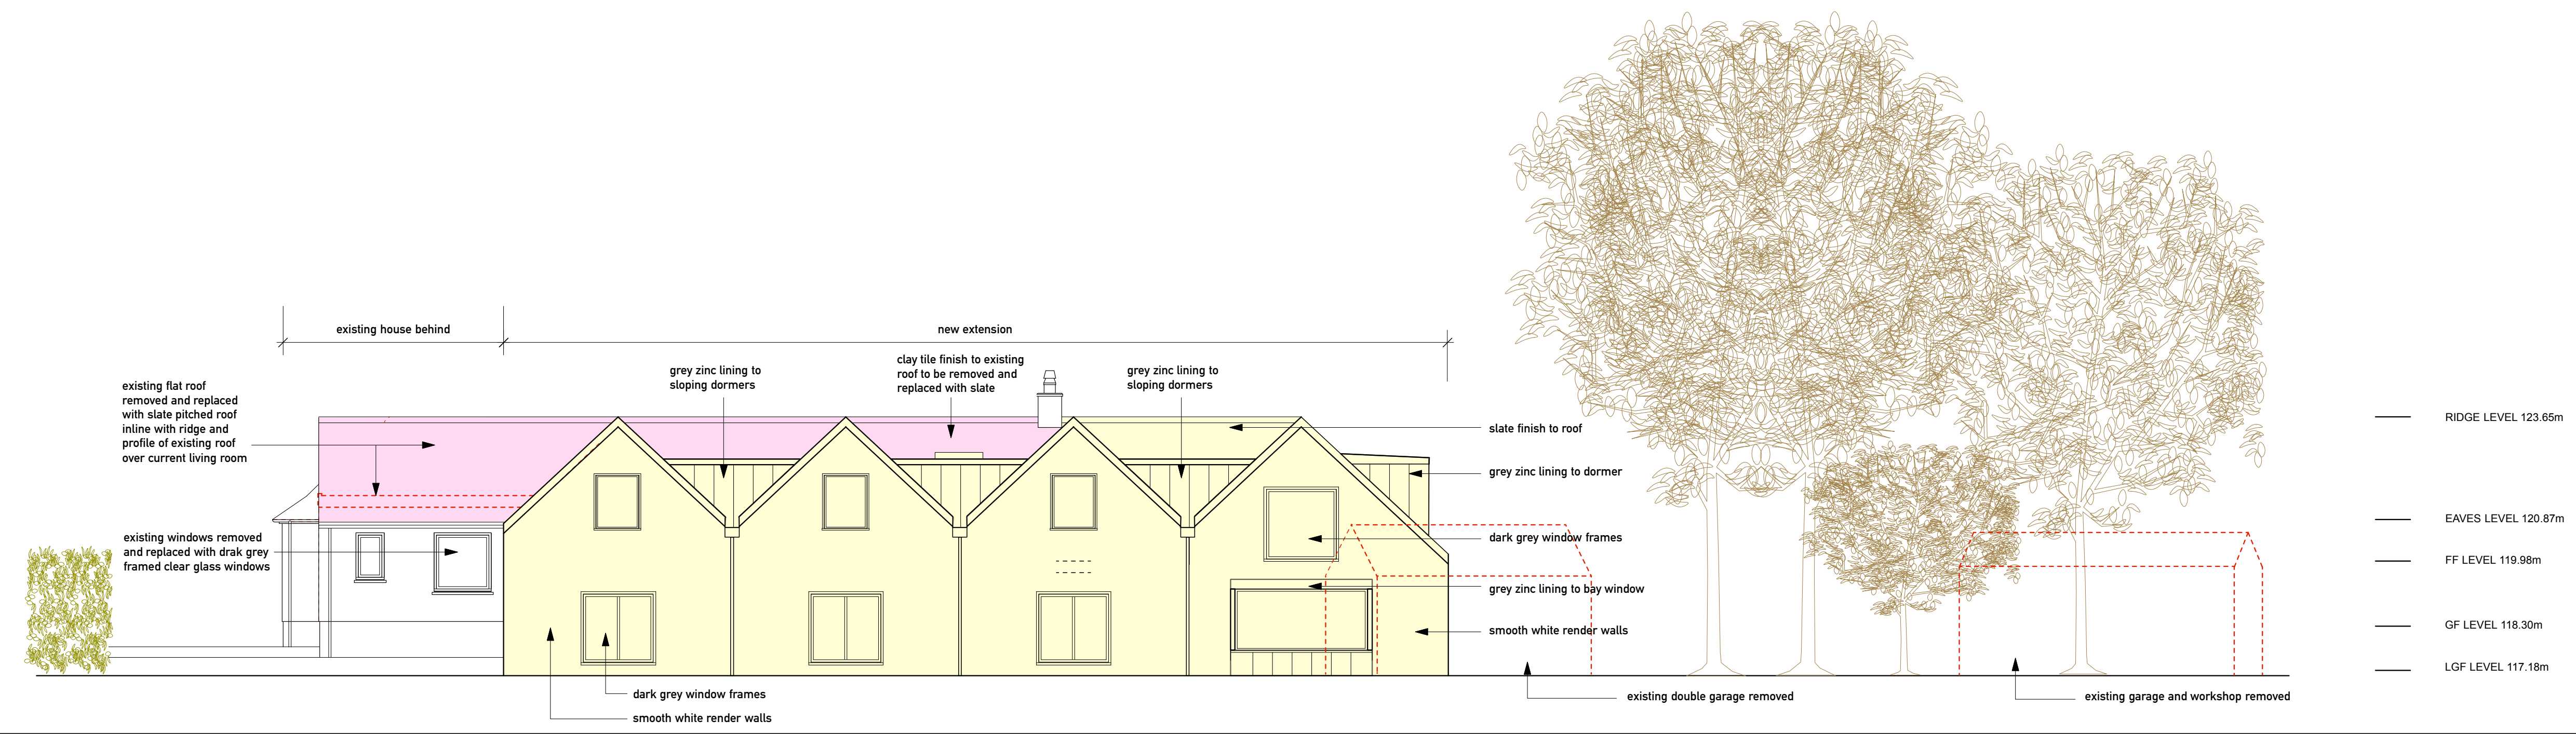 existing house behind
new extension
existing flat roof
removed and replaced
with slate pitched roof
inline with ridge and
profile of existing roof
over current living room
grey zinc lining to
sloping dormers
clay tile finish to existing
roof to be removed and
replaced with slate
grey zinc lining to
sloping dormers
existing windows removed
and replaced with drak grey
framed clear glass windows
slate finish to roof
grey zinc lining to dormer
dark grey window frames
grey zinc lining to bay window
smooth white render walls
dark grey window frames
smooth white render walls
existing double garage removed
existing garage and workshop removed
RIDGE LEVEL 123.65m
EAVES LEVEL 120.87m
FF LEVEL 119.98m
GF LEVEL 118.30m
LGF LEVEL 117.18m